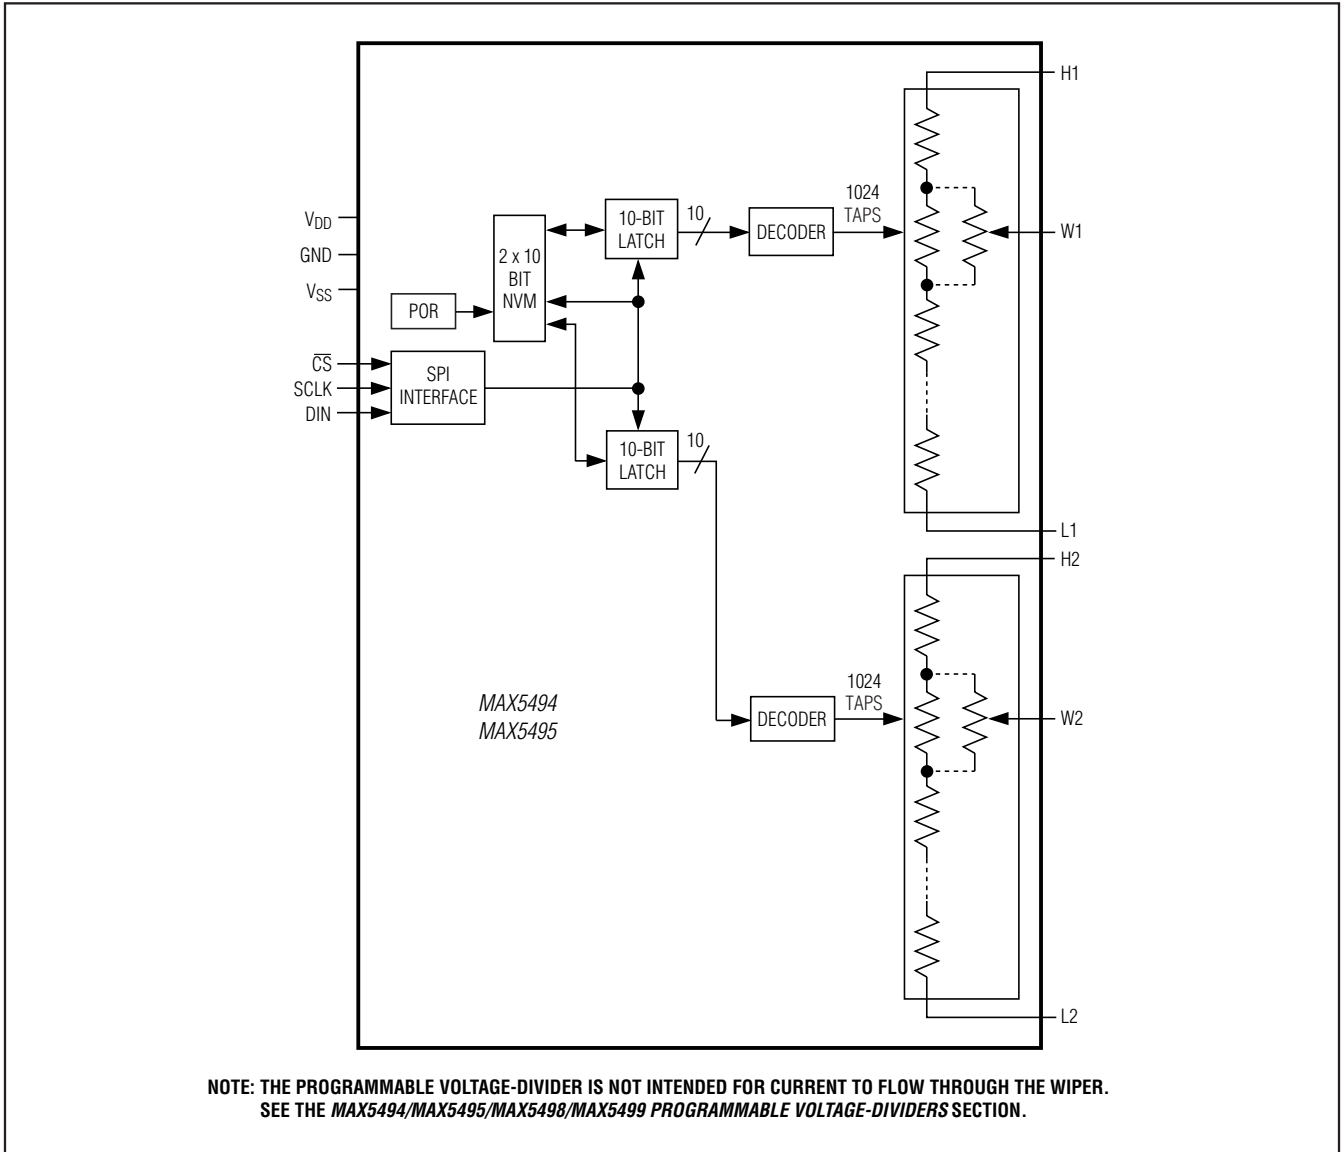 H1
1024
TAPS
VDD
GND
VSS
2 x 10
BIT
NVM
10-BIT
LATCH
10
DECODER
W1
POR
CS
SCLK
DIN
SPI
INTERFACE
10-BIT
LATCH
10
L1
H2
MAX5494
MAX5495
DECODER
1024
TAPS
W2
L2
NOTE: THE PROGRAMMABLE VOLTAGE-DIVIDER IS NOT INTENDED FOR CURRENT TO FLOW THROUGH THE WIPER.
SEE THE MAX5494/MAX5495/MAX5498/MAX5499 PROGRAMMABLE VOLTAGE-DIVIDERS SECTION.